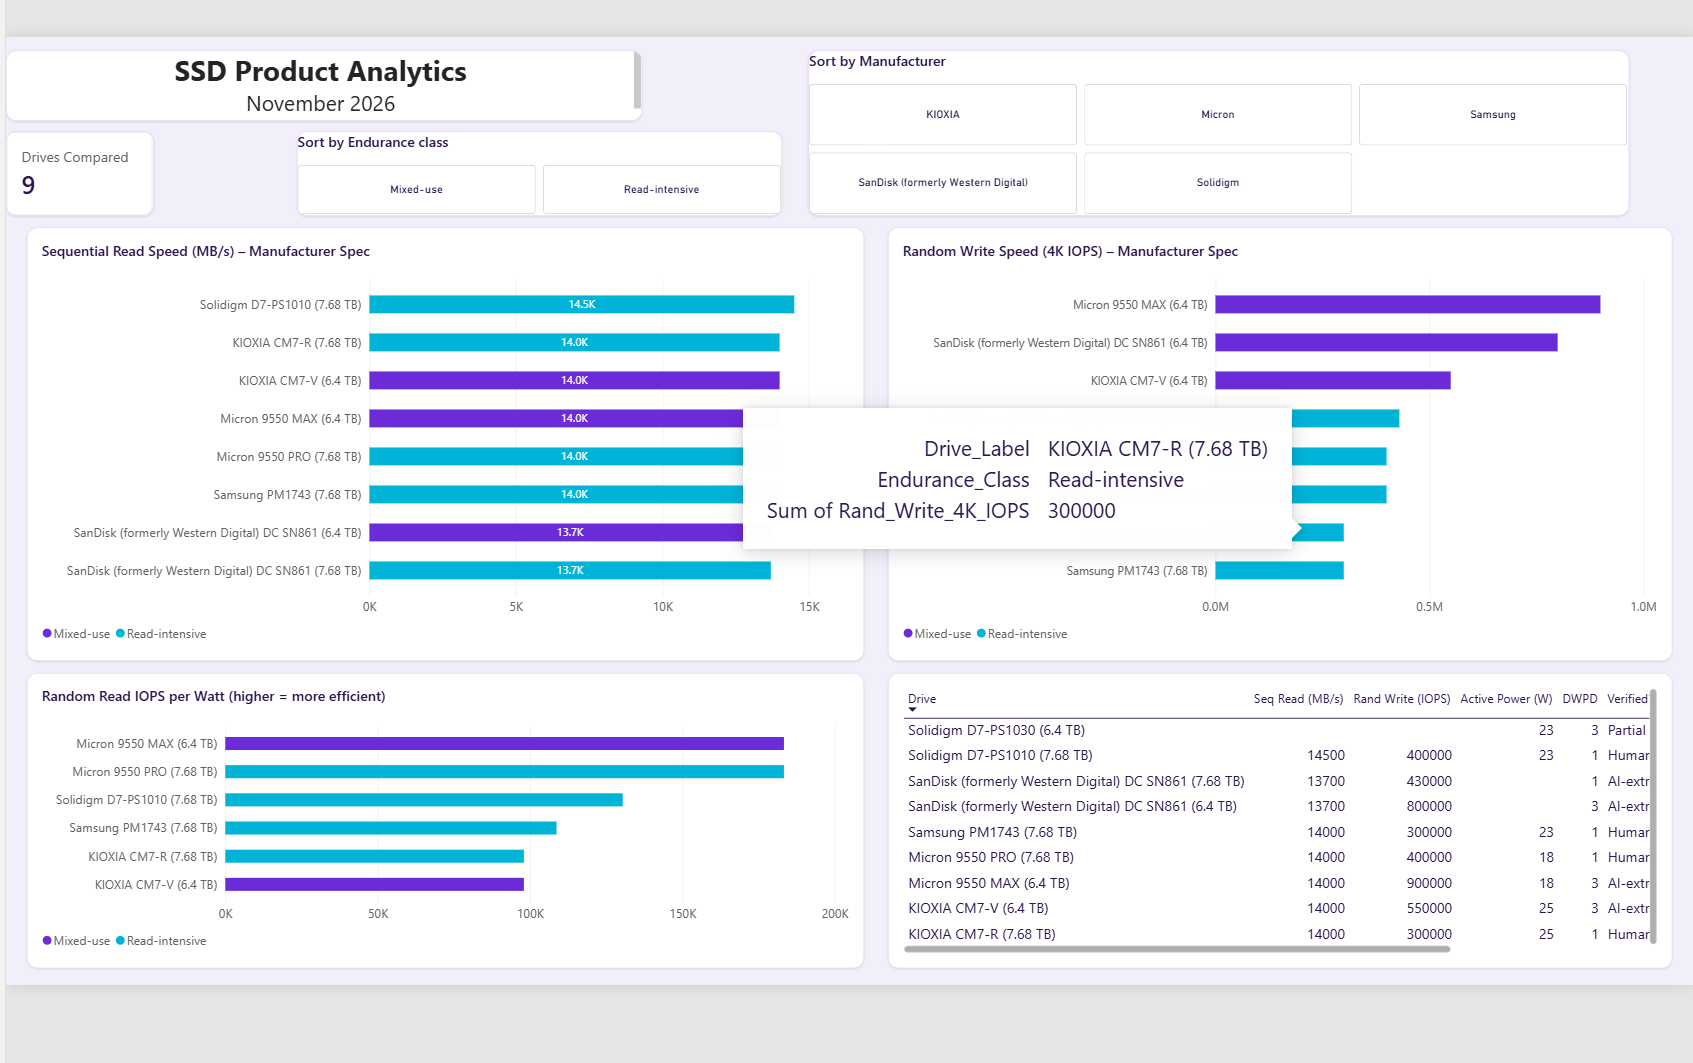 SSD Product Analytics
November 2026
Drives Compared
9
Sort by Endurance class
Mixed-use
Read-intensive
Sort by Manufacturer
KIOXIA
Micron
Samsung
SanDisk (formerly Western Digital)
Solidigm
Sequential Read Speed (MB/s) – Manufacturer Spec
Solidigm D7-PS1010 (7.68 TB) 14.5K
KIOXIA CM7-R (7.68 TB) 14.0K
KIOXIA CM7-V (6.4 TB) 14.0K
Micron 9550 MAX (6.4 TB) 14.0K
Micron 9550 PRO (7.68 TB) 14.0K
Samsung PM1743 (7.68 TB) 14.0K
SanDisk (formerly Western Digital) DC SN861 (6.4 TB) 13.7K
SanDisk (formerly Western Digital) DC SN861 (7.68 TB) 13.7K
0K 5K 10K 15K
Mixed-use Read-intensive
Random Write Speed (4K IOPS) – Manufacturer Spec
Micron 9550 MAX (6.4 TB)
SanDisk (formerly Western Digital) DC SN861 (6.4 TB)
KIOXIA CM7-V (6.4 TB)
Drive_Label KIOXIA CM7-R (7.68 TB)
Endurance_Class Read-intensive
Sum of Rand_Write_4K_IOPS 300000
Samsung PM1743 (7.68 TB)
0.0M 0.5M 1.0M
Mixed-use Read-intensive
Random Read IOPS per Watt (higher = more efficient)
Micron 9550 MAX (6.4 TB)
Micron 9550 PRO (7.68 TB)
Solidigm D7-PS1010 (7.68 TB)
Samsung PM1743 (7.68 TB)
KIOXIA CM7-R (7.68 TB)
KIOXIA CM7-V (6.4 TB)
0K 50K 100K 150K 200K
Mixed-use Read-intensive
Drive Seq Read (MB/s) Rand Write (IOPS) Active Power (W) DWPD Verified
Solidigm D7-PS1030 (6.4 TB) 23 3 Partial
Solidigm D7-PS1010 (7.68 TB) 14500 400000 23 1 Humar
SanDisk (formerly Western Digital) DC SN861 (7.68 TB) 13700 430000 1 AI-extr
SanDisk (formerly Western Digital) DC SN861 (6.4 TB) 13700 800000 3 AI-extr
Samsung PM1743 (7.68 TB) 14000 300000 23 1 Humar
Micron 9550 PRO (7.68 TB) 14000 400000 18 1 Humar
Micron 9550 MAX (6.4 TB) 14000 900000 18 3 AI-extr
KIOXIA CM7-V (6.4 TB) 14000 550000 25 3 AI-extr
KIOXIA CM7-R (7.68 TB) 14000 300000 25 1 Humar